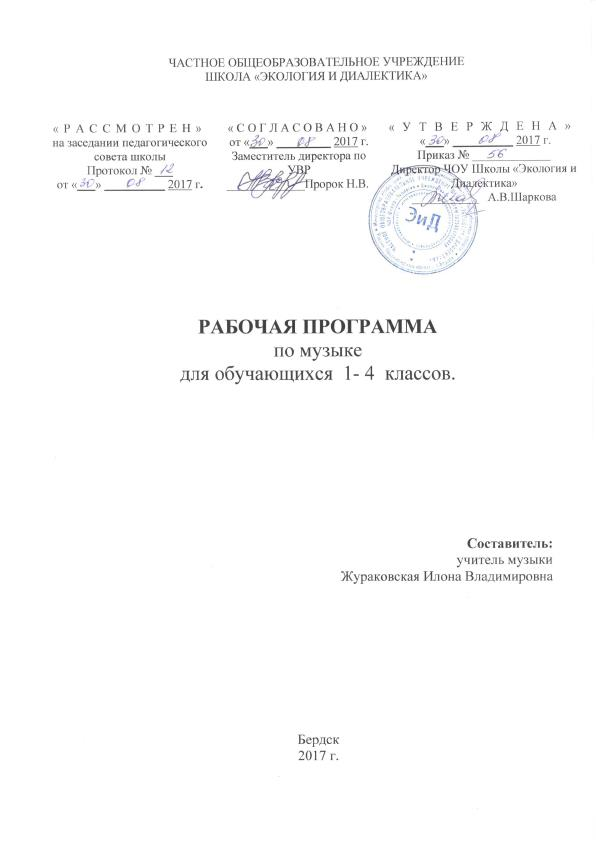 ЧАСТНОЕ ОБЩЕОБРАЗОВАТЕЛЬНОЕ УЧРЕЖДЕНИЕ
ШКОЛА «ЭКОЛОГИЯ И ДИАЛЕКТИКА»
«РАССМОТРЕН»
на заседании педагогического
совета школы
Протокол № 12
от «30» 08 2017 г.
«СОГЛАСОВАНО»
от «30» 08 2017 г.
Заместитель директора по
УВР
Пророк Н.В.
«УТВЕРЖДЕНА»
«30» 08 2017 г.
Приказ № 56
Директор ЧОУ Школы «Экология и
Диалектика»
А.В.Шаркова
ЭиД
РАБОЧАЯ ПРОГРАММА
по музыке
для обучающихся 1- 4 классов.
Составитель:
учитель музыки
Жураковская Илона Владимировна
Бердск
2017 г.